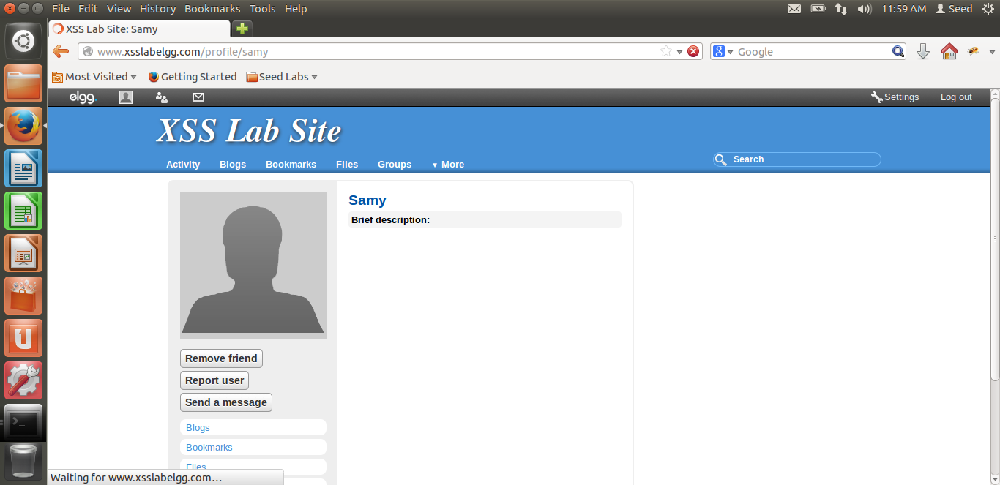 File Edit View History Bookmarks Tools Help 11:59 AM Seed
XSS Lab Site: Samy
www.xsslabelgg.com/profile/samy Google
Most Visited Getting Started Seed Labs
elgg. Settings Log out
XSS Lab Site
Activity Blogs Bookmarks Files Groups More Search
Samy
Brief description:
Remove friend
Report user
Send a message
Blogs
Bookmarks
Files
Waiting for www.xsslabelgg.com…